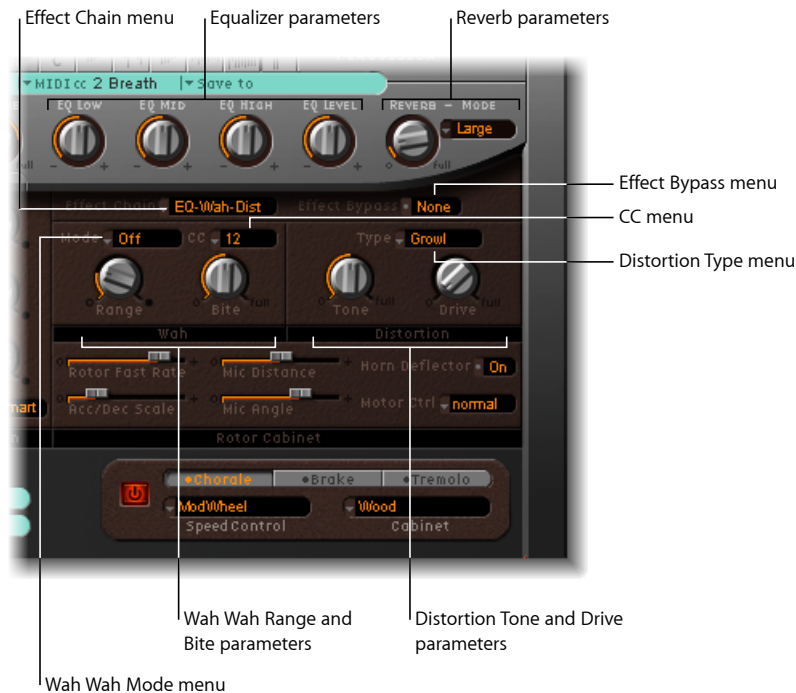 Effect Chain menu
Equalizer parameters
Reverb parameters
MIDI cc 2 Breath
Save to
EQ LOW
EQ MID
EQ HIGH
EQ LEVEL
REVERB - MODE
Large
- + - + - + - + o full
ull
Effect Chain EQ-Wah-Dist
Effect Bypass None
Effect Bypass menu
CC menu
Mode Off
CC 12
Type Growl
Distortion Type menu
Range
Bite full
Tone full
Drive full
Wah
Distortion
Rotor Fast Rate
Mic Distance
Horn Deflector On
Acc/Dec Scale
Mic Angle
Motor Ctrl normal
mart
Rotor Cabinet
Chorale
Brake
Tremolo
ModWheel
Wood
Speed Control
Cabinet
Wah Wah Range and
Bite parameters
Distortion Tone and Drive
parameters
Wah Wah Mode menu